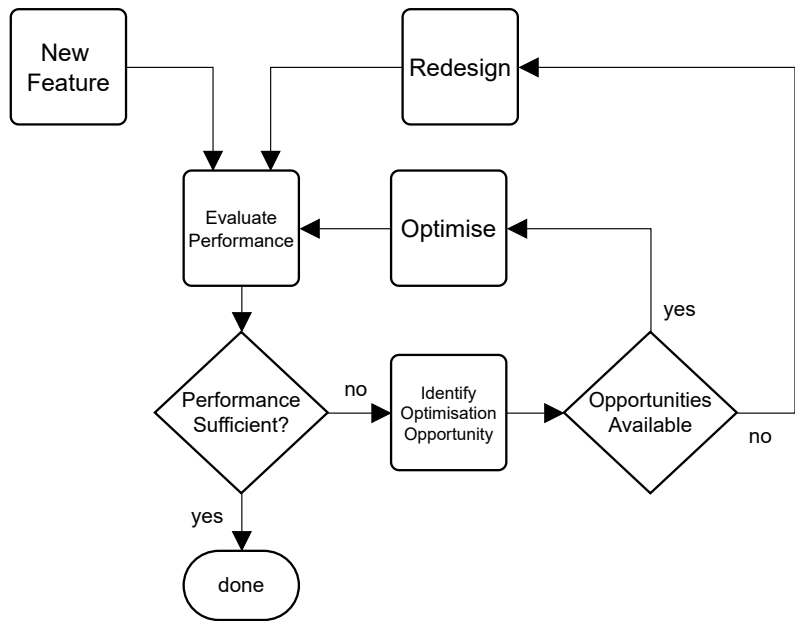 New
Feature
Redesign
Evaluate
Performance
Optimise
yes
Performance
Sufficient?
no
Identify
Optimisation
Opportunity
Opportunities
Available
no
yes
done